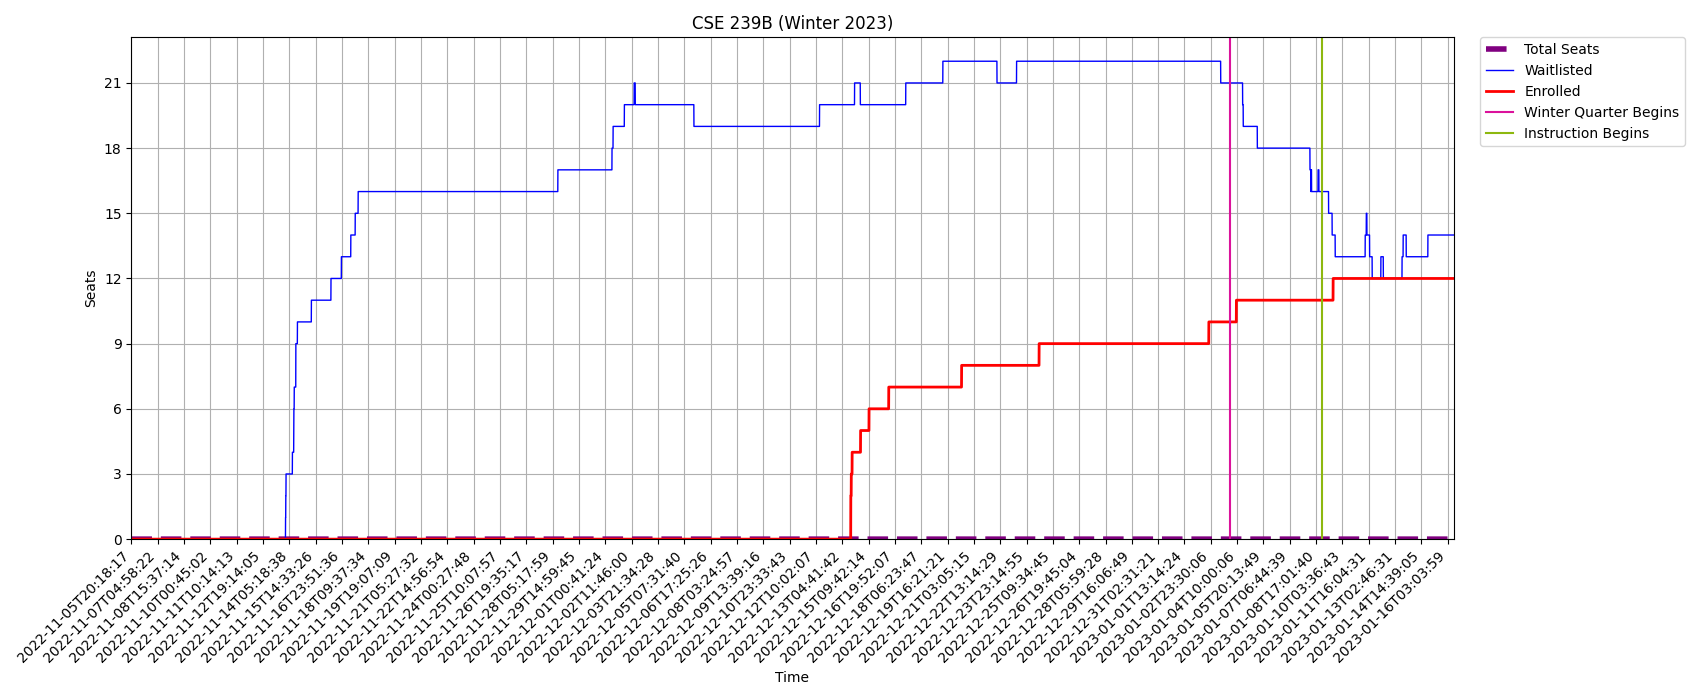 CSE 239B (Winter 2023)
Total Seats
Waitlisted
Enrolled
Winter Quarter Begins
Instruction Begins
Seats
21
18
15
12
9
6
3
0
2022-11-05T20:18:17
2022-11-07T04:58:22
2022-11-08T15:37:14
2022-11-10T00:45:02
2022-11-11T10:14:13
2022-11-12T19:14:05
2022-11-14T05:18:38
2022-11-15T14:33:26
2022-11-16T23:51:36
2022-11-18T09:37:34
2022-11-19T19:07:09
2022-11-21T05:27:32
2022-11-22T14:56:54
2022-11-24T00:27:48
2022-11-25T10:07:57
2022-11-26T19:35:17
2022-11-28T05:17:59
2022-11-29T14:59:45
2022-12-01T00:41:24
2022-12-02T11:46:00
2022-12-03T21:34:28
2022-12-05T07:31:40
2022-12-06T17:25:26
2022-12-08T03:24:57
2022-12-09T13:39:16
2022-12-10T23:33:43
2022-12-12T10:02:07
2022-12-13T04:41:42
2022-12-15T09:42:14
2022-12-16T19:52:07
2022-12-18T06:23:47
2022-12-19T16:21:21
2022-12-21T03:05:15
2022-12-22T13:14:29
2022-12-23T23:14:55
2022-12-25T09:34:45
2022-12-26T19:45:04
2022-12-28T05:59:28
2022-12-29T16:06:49
2022-12-31T02:31:21
2023-01-01T13:14:24
2023-01-02T23:30:06
2023-01-04T10:00:06
2023-01-05T20:13:49
2023-01-07T06:44:39
2023-01-08T17:01:40
2023-01-10T03:36:43
2023-01-11T16:04:31
2023-01-13T02:46:31
2023-01-14T14:39:05
2023-01-16T03:03:59
Time